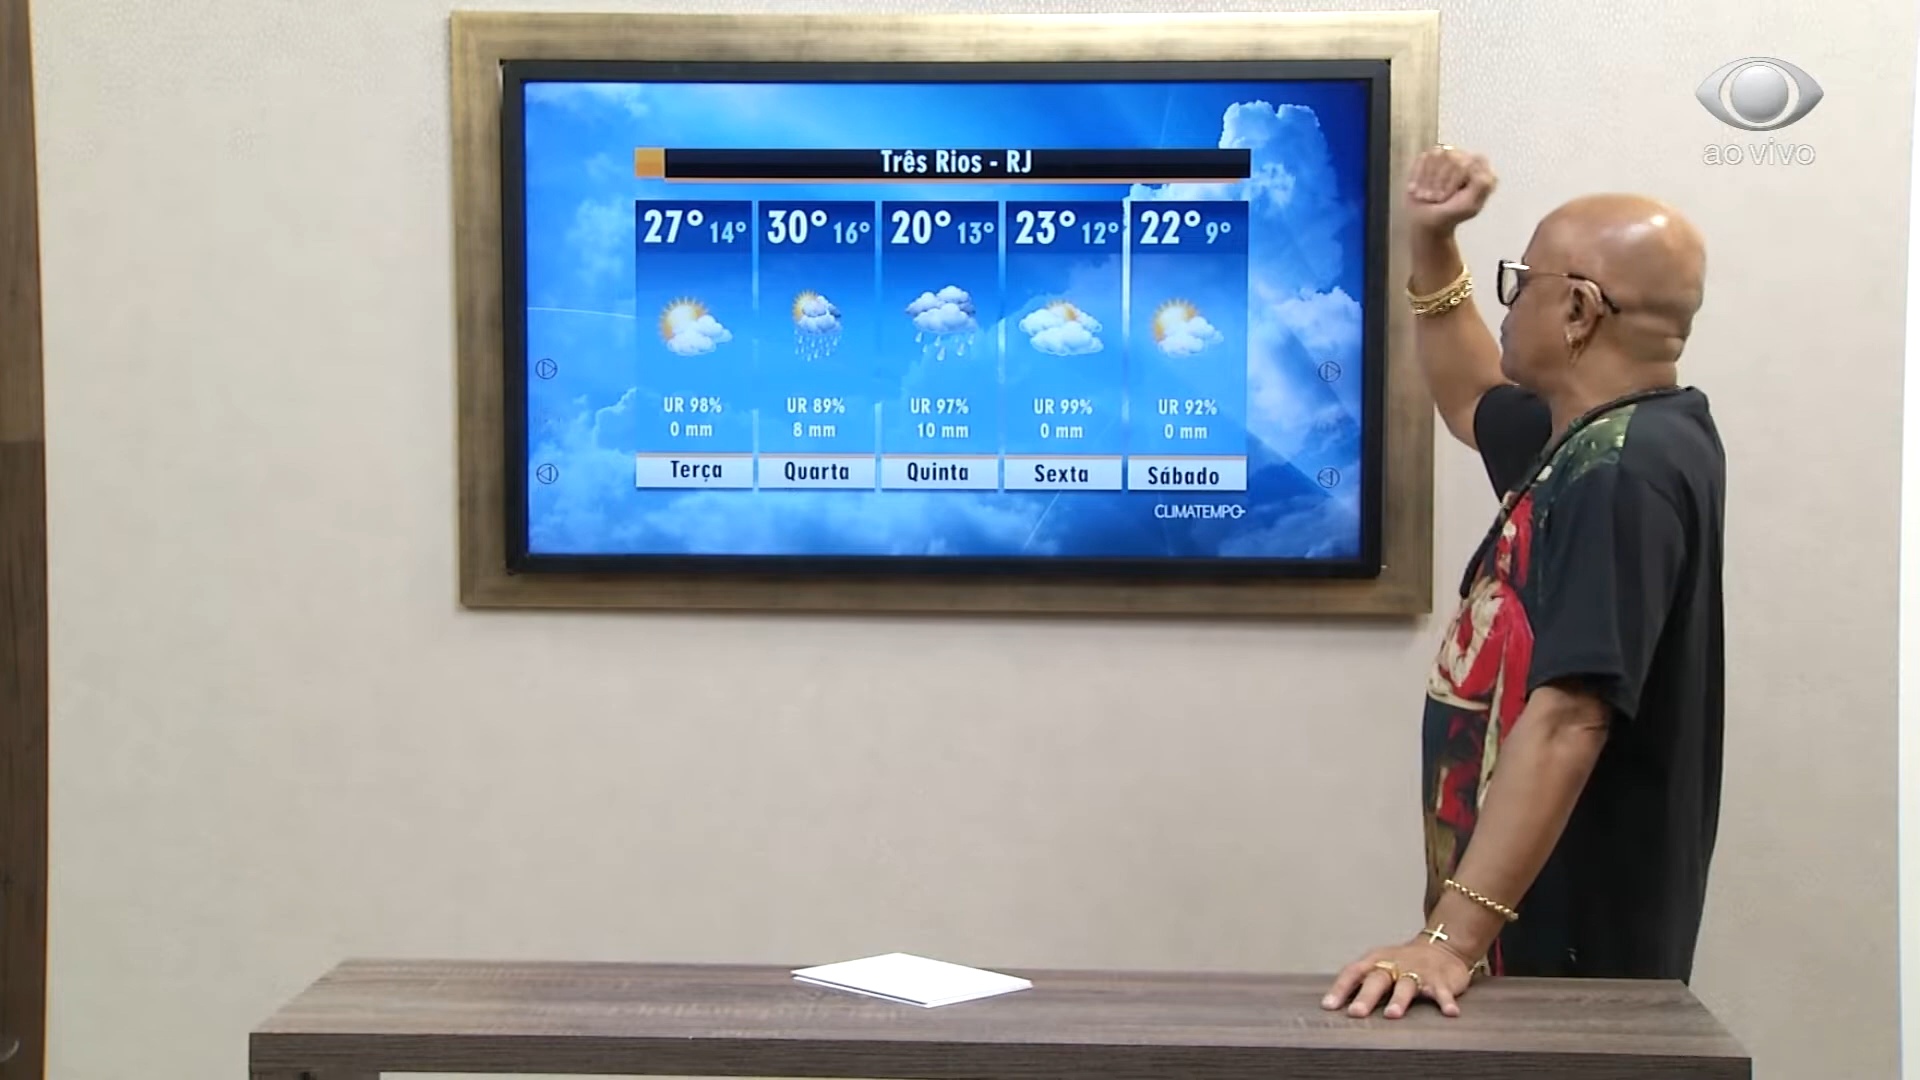 ao vivo
Três Rios - RJ
27° 14°
30° 16°
20° 13°
23° 12°
22° 9°
UR 98%
0 mm
UR 89%
8 mm
UR 97%
10 mm
UR 99%
0 mm
UR 92%
0 mm
Terça
Quarta
Quinta
Sexta
Sábado
CLIMATEMPO